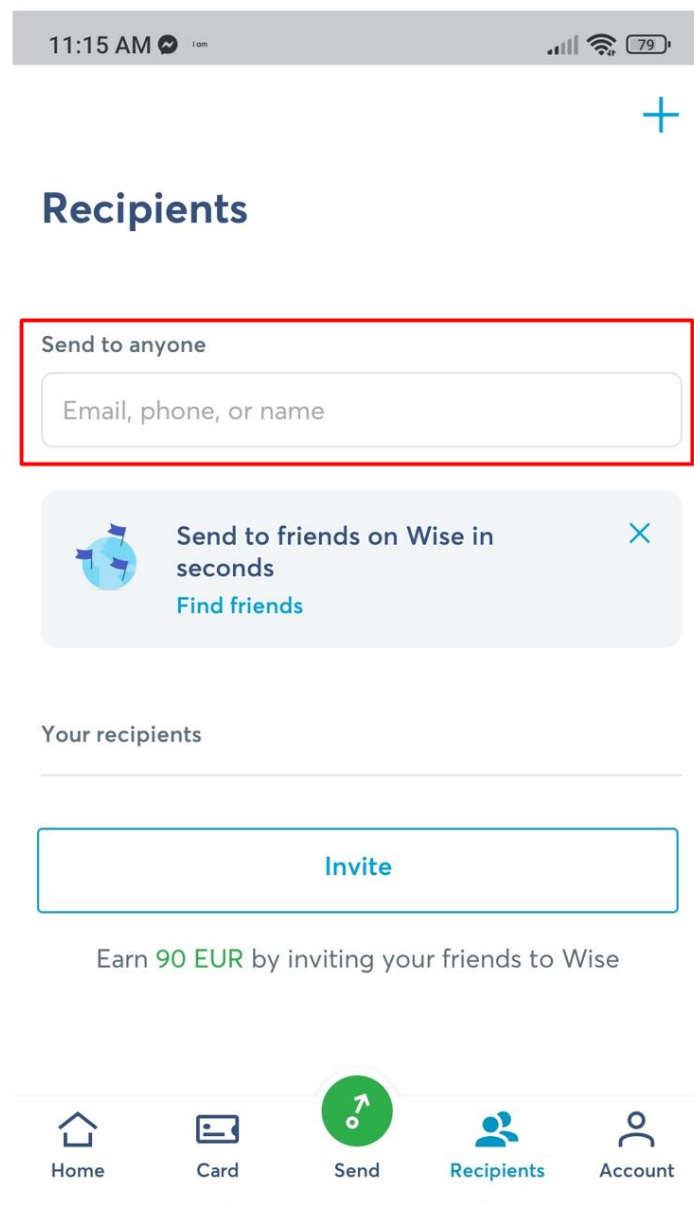 11:15 AM
79
Recipients
Send to anyone
Email, phone, or name
Send to friends on Wise in
seconds
Find friends
Your recipients
Invite
Earn 90 EUR by inviting your friends to Wise
Home
Card
Send
Recipients
Account